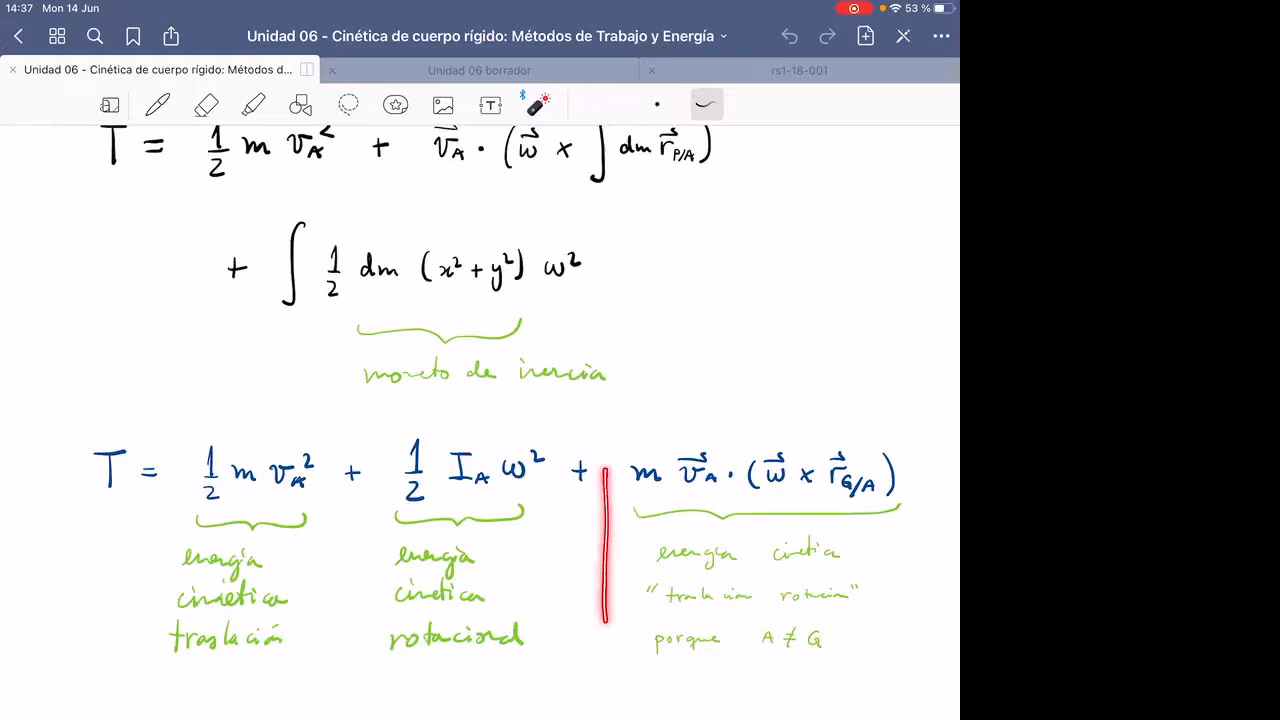 14:37 Mon 14 Jun 53 %
Unidad 06 - Cinética de cuerpo rígido: Métodos de Trabajo y Energía
Unidad 06 - Cinética de cuerpo rígido: Métodos d...
Unidad 06 borrador
rs1-18-001
T = 1/2 m v_A² + v⃗_A · (ω⃗ × ∫ dm r⃗_P/A)
+ ∫ 1/2 dm (x² + y²) ω²
moneto de inercia
T = 1/2 m v_A² + 1/2 I_A ω² + m v⃗_A · (ω⃗ × r⃗_G/A)
energía energía energía cinética
cinética cinética "traslación rotación"
traslación rotacional porque A ≠ G